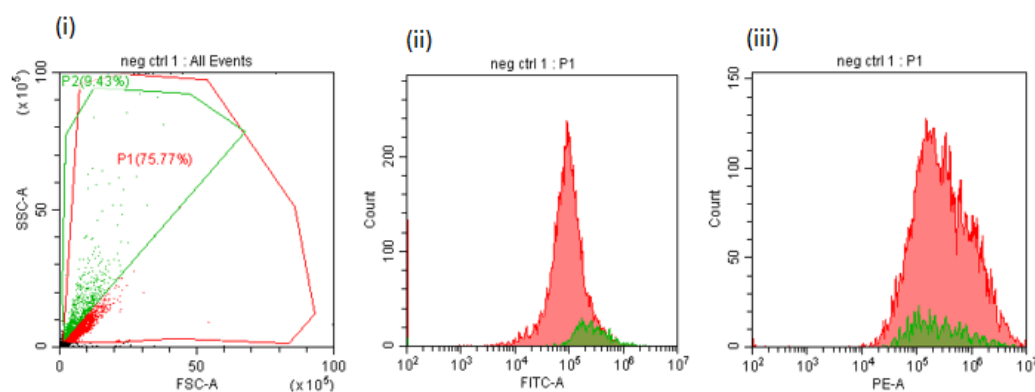 (i)
neg ctrl 1 : All Events
P2(9.43%)
P1(75.77%)
SSC-A
(x 10⁵)
100
50
0
0
50
100
FSC-A
(x 10⁵)
(ii)
neg ctrl 1 : P1
Count
200
100
0
10² 10³ 10⁴ 10⁵ 10⁶ 10⁷
FITC-A
(iii)
neg ctrl 1 : P1
Count
150
100
50
0
10² 10³ 10⁴ 10⁵ 10⁶ 10⁷
PE-A